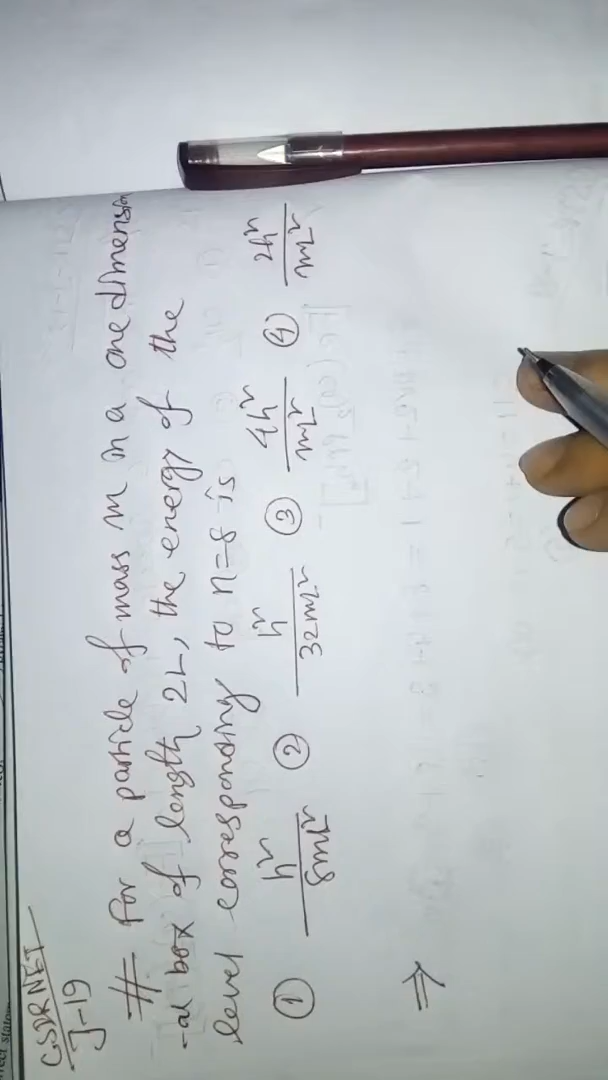 CSIR NET
J-19
# For a particle of mass m in a one dimension
-al box of length 2L, the energy of the
level corresponding to n=8 is
① h²/8mL² ② h²/32mL² ③ 4h²/mL² ④ 2h²/mL²
⇒